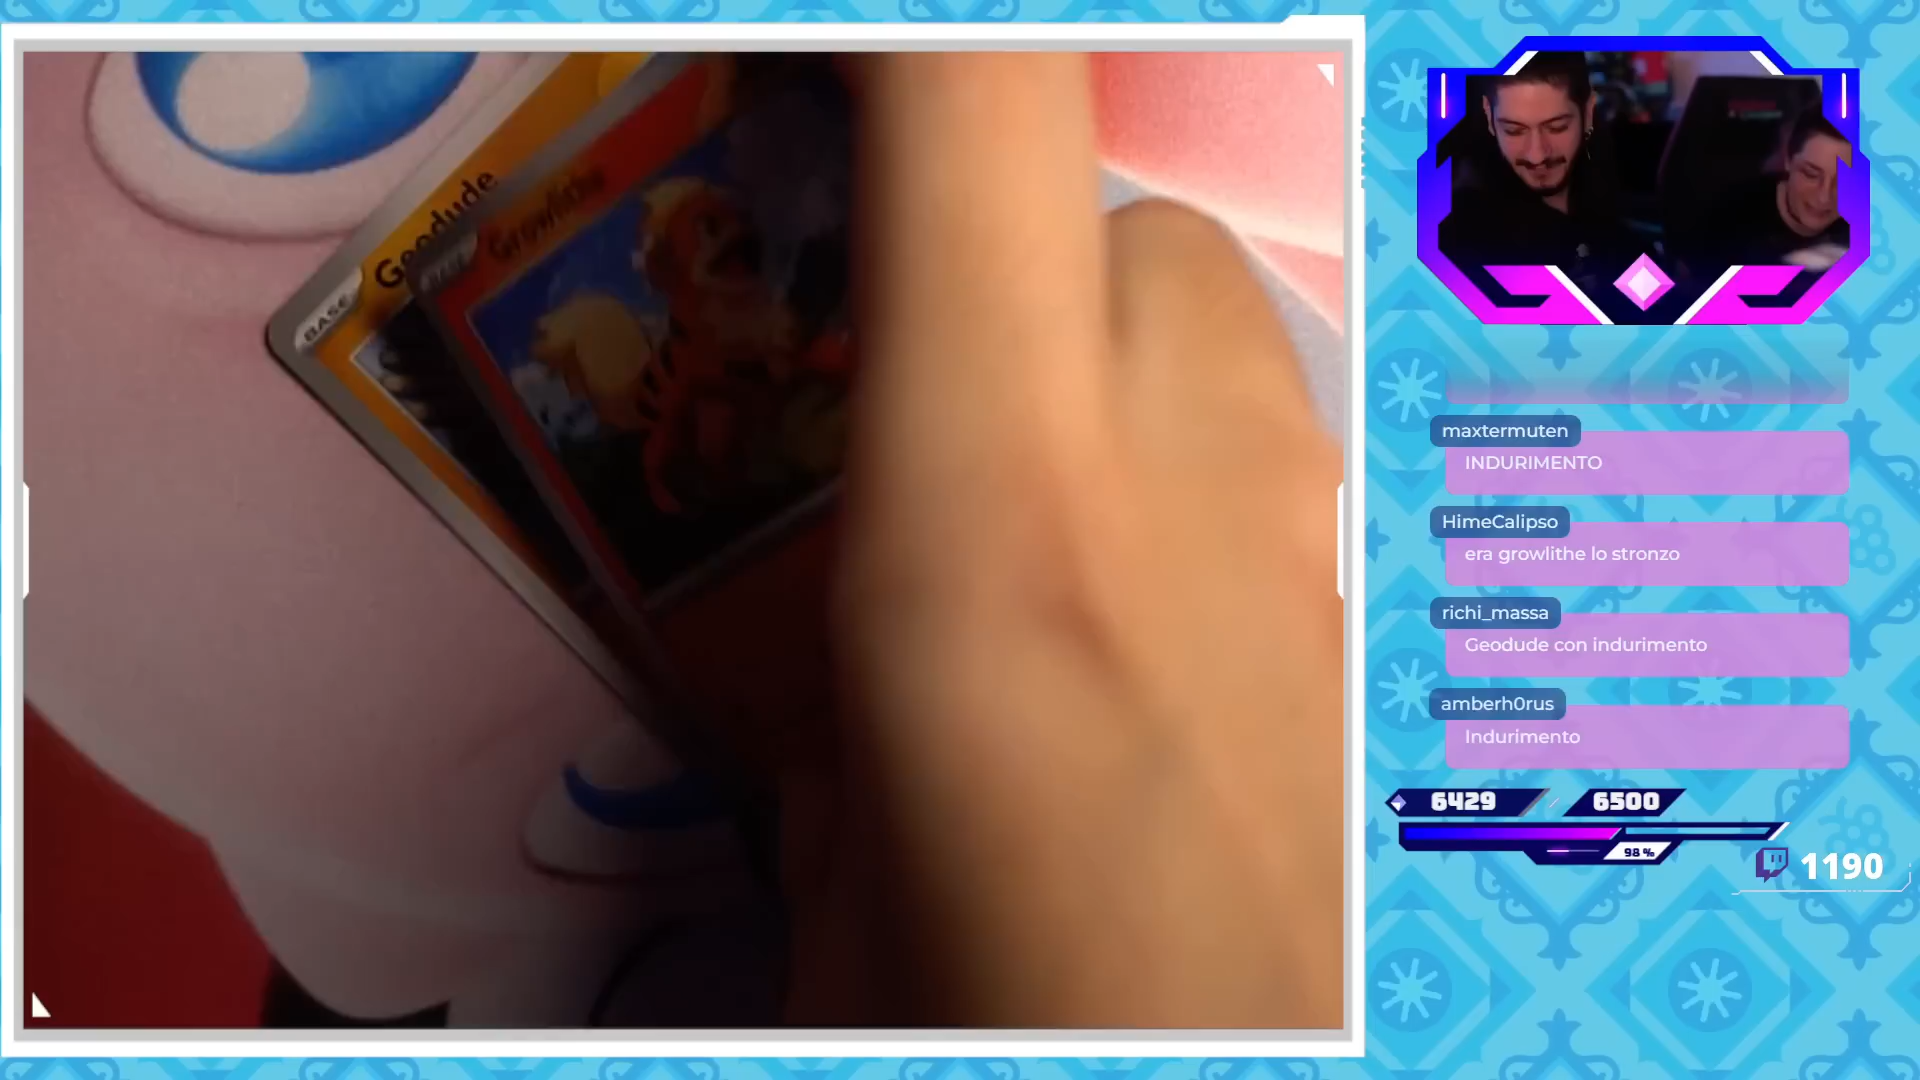 BASE
Geodude
Growlithe
maxtermuten
INDURIMENTO
HimeCalipso
era growlithe lo stronzo
richi_massa
Geodude con indurimento
amberh0rus
Indurimento
6429
6500
98 %
1190